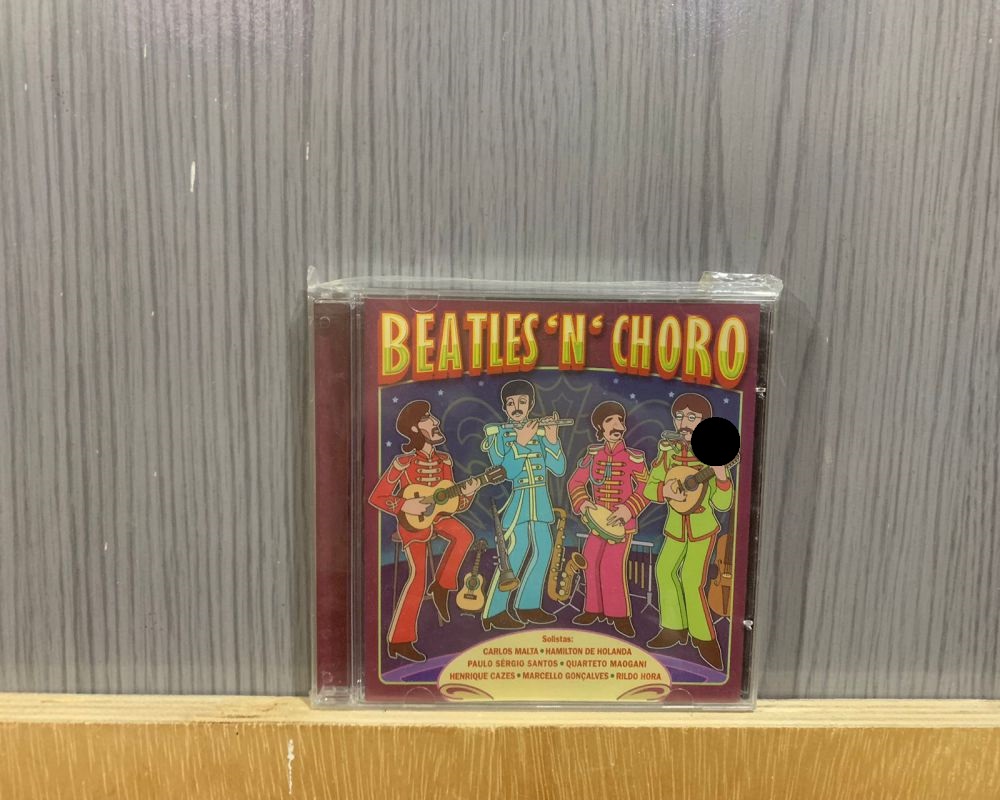 BEATLES 'N' CHORO
Solistas:
CARLOS MALTA • HAMILTON DE HOLANDA
PAULO SÉRGIO SANTOS • QUARTETO MAOGANI
HENRIQUE CAZES • MARCELLO GONÇALVES • RILDO HORA